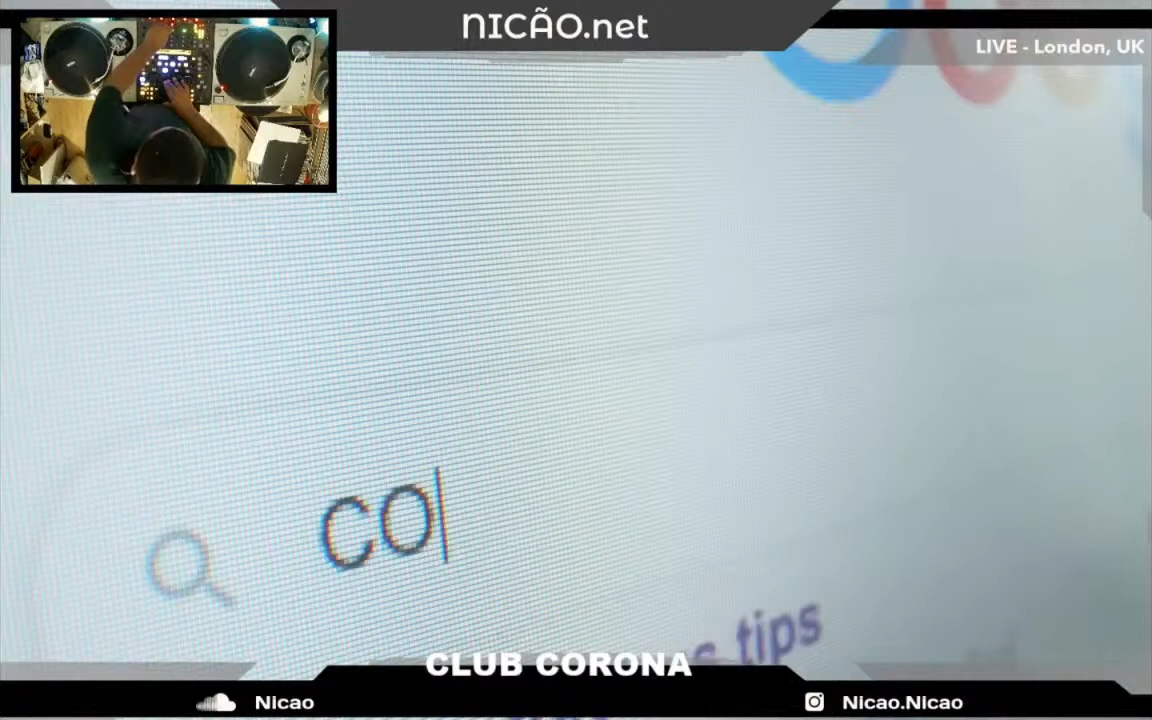 NICÃO.net
LIVE - London, UK
CO
tips
CLUB CORONA
Nicao
Nicao.Nicao